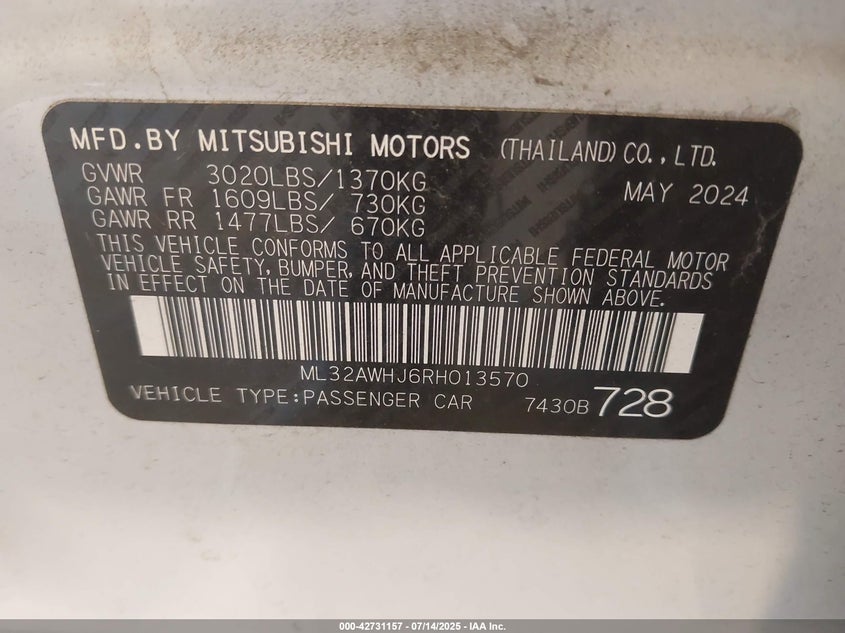 MFD.BY MITSUBISHI MOTORS (THAILAND)CO.,LTD.
GVWR 3020LBS/1370KG MAY 2024
GAWR FR 1609LBS/ 730KG
GAWR RR 1477LBS/ 670KG
THIS VEHICLE CONFORMS TO ALL APPLICABLE FEDERAL MOTOR
VEHICLE SAFETY, BUMPER, AND THEFT PREVENTION STANDARDS
IN EFFECT ON THE DATE OF MANUFACTURE SHOWN ABOVE.
ML32AWHJ6RH013570
VEHICLE TYPE:PASSENGER CAR 7430B 728
000-42731157 / 07/14/2025 - IAA Inc.